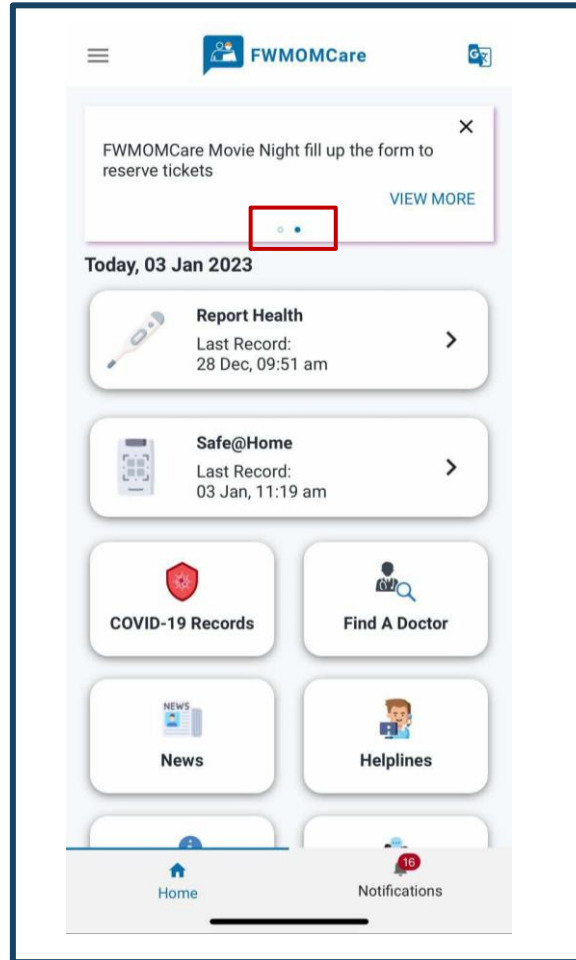 FWMOMCare
FWMOMCare Movie Night fill up the form to
reserve tickets
VIEW MORE
Today, 03 Jan 2023
Report Health
Last Record:
28 Dec, 09:51 am
Safe@Home
Last Record:
03 Jan, 11:19 am
COVID-19 Records
Find A Doctor
NEWS
News
Helplines
16
Home
Notifications